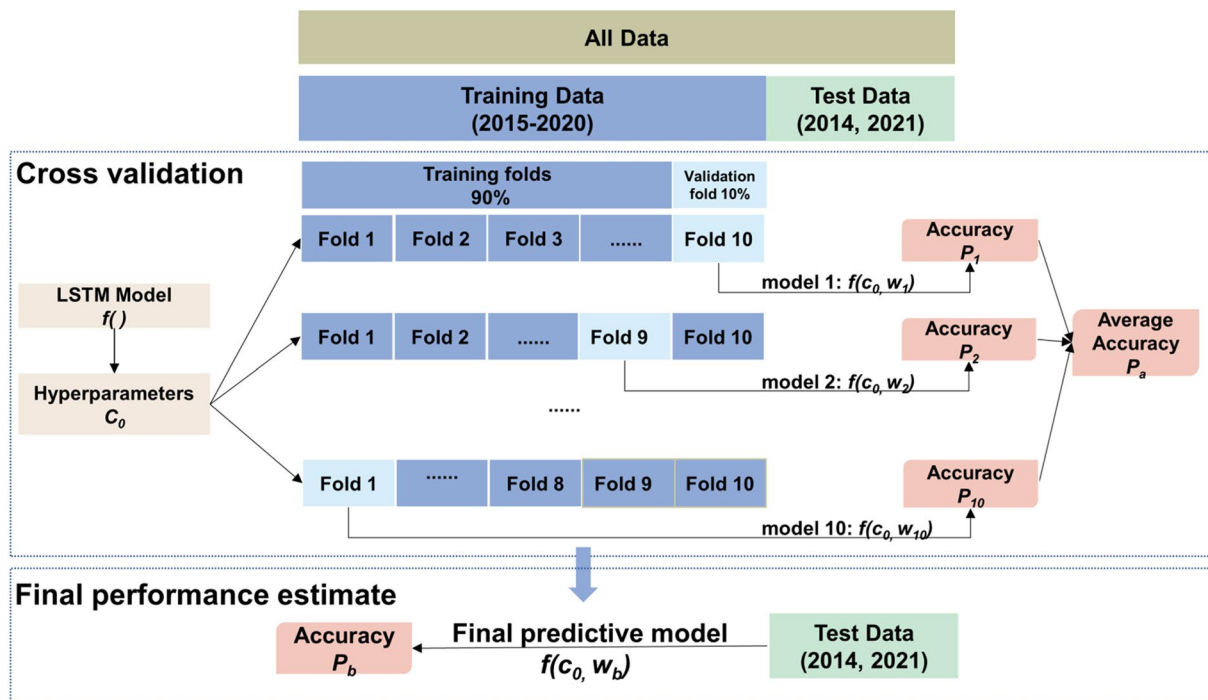 All Data
Training Data
(2015-2020)
Test Data
(2014, 2021)
Cross validation
Training folds
90%
Validation
fold 10%
Fold 1
Fold 2
Fold 3
......
Fold 10
Accuracy
P1
model 1: f(c0, w1)
LSTM Model
f( )
Fold 1
Fold 2
......
Fold 9
Fold 10
Accuracy
P2
Average
Accuracy
Pa
model 2: f(c0, w2)
Hyperparameters
C0
......
Fold 1
......
Fold 8
Fold 9
Fold 10
Accuracy
P10
model 10: f(c0, w10)
Final performance estimate
Accuracy
Pb
Final predictive model
f(c0, wb)
Test Data
(2014, 2021)